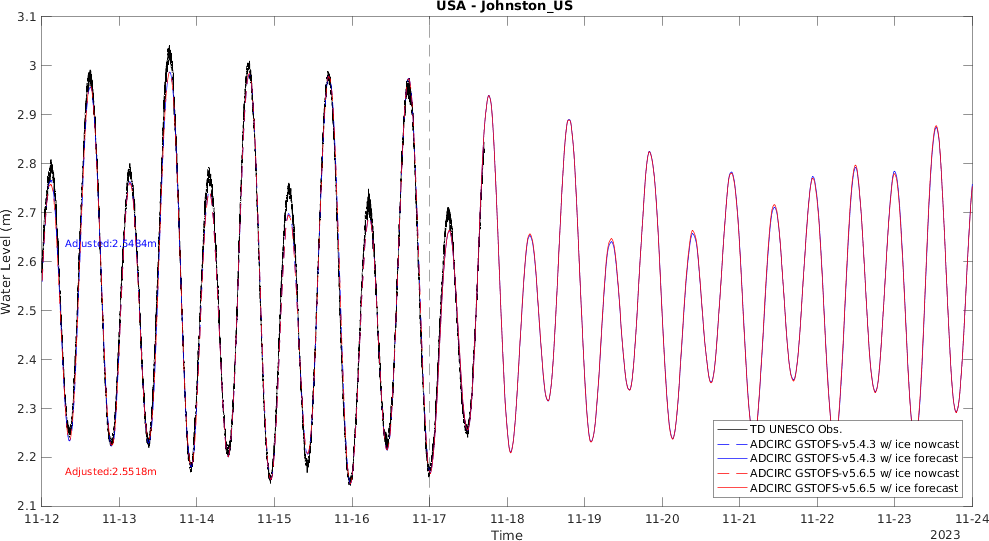 USA - Johnston_US
3.1
3
2.9
2.8
2.7
2.6
2.5
2.4
2.3
2.2
2.1
Water Level (m)
Adjusted:2.5484m
Adjusted:2.5518m
TD UNESCO Obs.
ADCIRC GSTOFS-v5.4.3 w/ ice nowcast
ADCIRC GSTOFS-v5.4.3 w/ ice forecast
ADCIRC GSTOFS-v5.6.5 w/ ice nowcast
ADCIRC GSTOFS-v5.6.5 w/ ice forecast
11-12 11-13 11-14 11-15 11-16 11-17 11-18 11-19 11-20 11-21 11-22 11-23 11-24
Time
2023